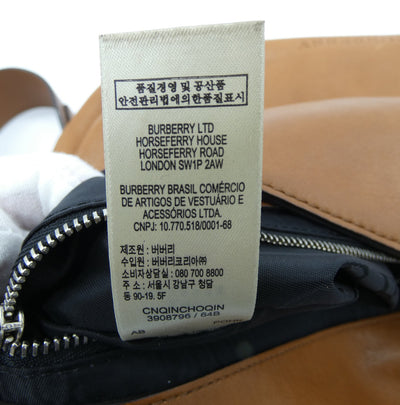 품질경영 및 공산품
안전관리법에의한품질표시
BURBERRY LTD
HORSEFERRY HOUSE
HORSEFERRY ROAD
LONDON SW1P 2AW
BURBERRY BRASIL COMÉRCIO
DE ARTIGOS DE VESTUÁRIO E
ACESSÓRIOS LTDA.
CNPJ: 10.770.518/0001-68
제조원 : 버버리
수입원 : 버버리코리아㈜
소비자상담실: 080 700 8800
주소 : 서울시 강남구 청담
동 90-19. 5F
CNQINCHOQIN
3908796 / 64B
AB